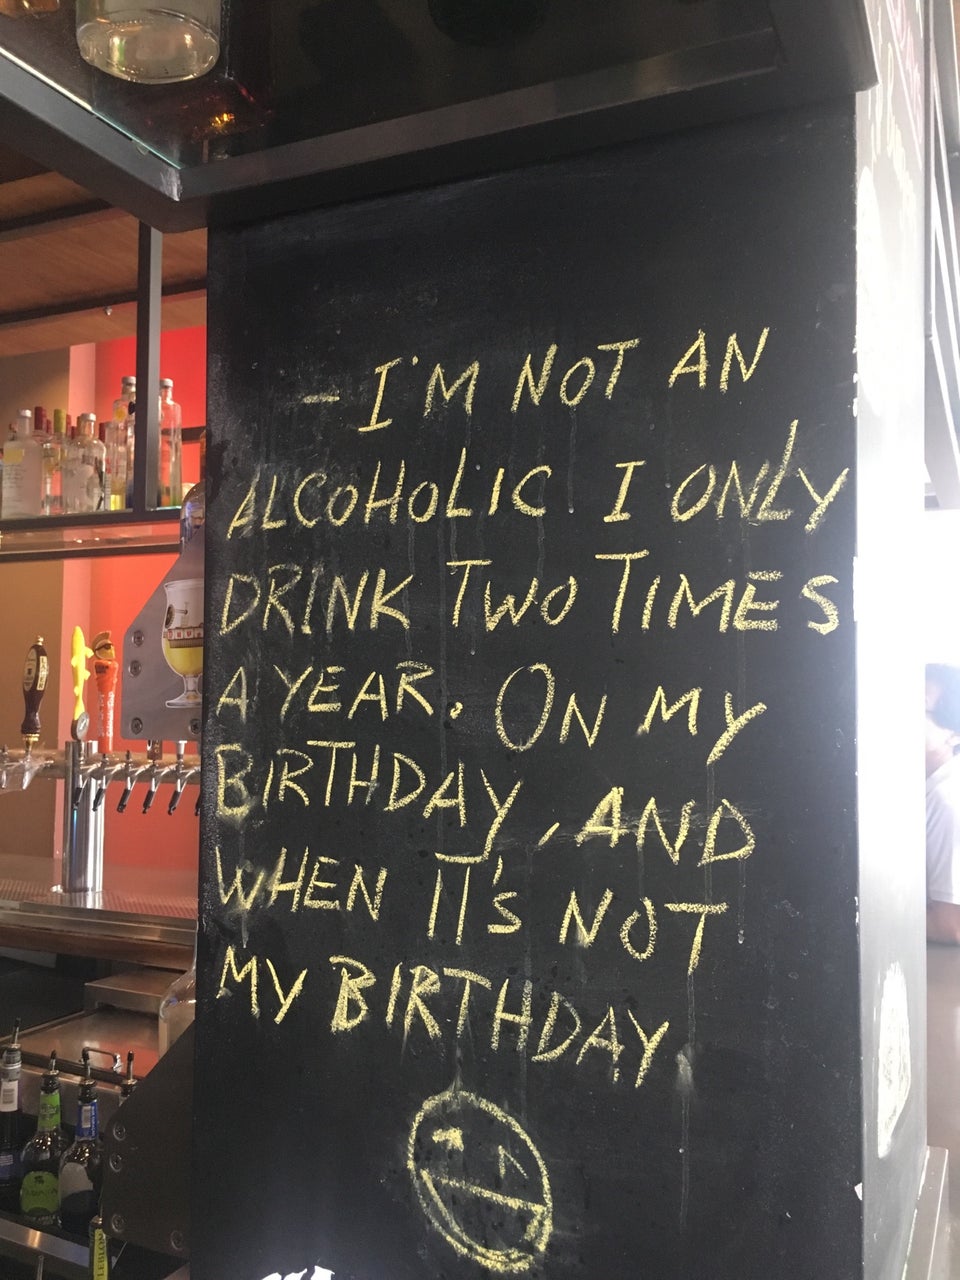 - I'M NOT AN
ALCOHOLIC I ONLY
DRINK TWO TIMES
A YEAR. ON MY
BIRTHDAY, AND
WHEN IT'S NOT
MY BIRTHDAY.